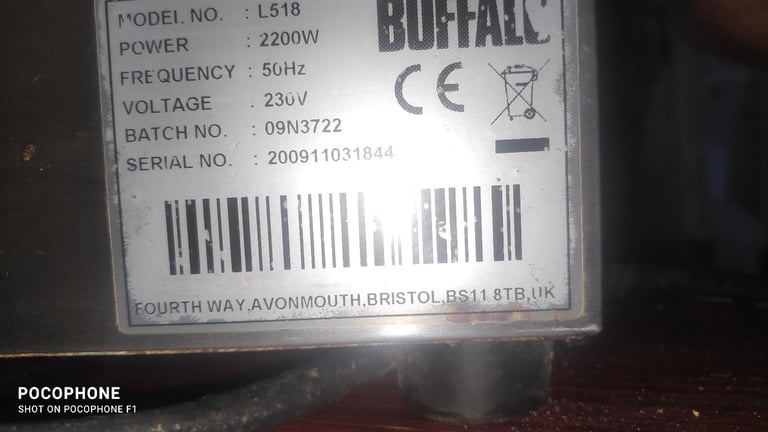 MODEL NO. : L518
BUFFALO
POWER : 2200W
FREQUENCY : 50Hz
VOLTAGE : 230V
BATCH NO. : 09N3722
SERIAL NO. : 200911031844
FOURTH WAY,AVONMOUTH,BRISTOL,BS11 8TB,UK
CE
POCOPHONE
SHOT ON POCOPHONE F1